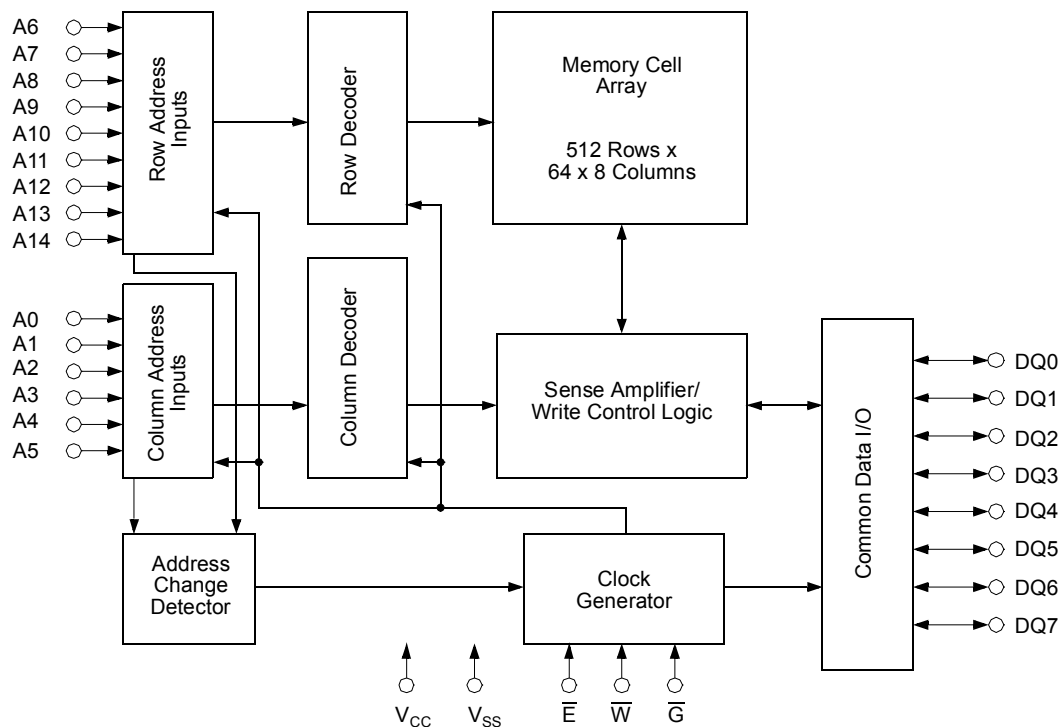 A6
A7
A8
A9
A10
A11
A12
A13
A14
Row Address
Inputs
Row Decoder
Memory Cell
Array
512 Rows x
64 x 8 Columns
A0
A1
A2
A3
A4
A5
Column Address
Inputs
Column Decoder
Sense Amplifier/
Write Control Logic
Common Data I/O
DQ0
DQ1
DQ2
DQ3
DQ4
DQ5
DQ6
DQ7
Address
Change
Detector
Clock
Generator
VCC
VSS
E̅
W̅
G̅